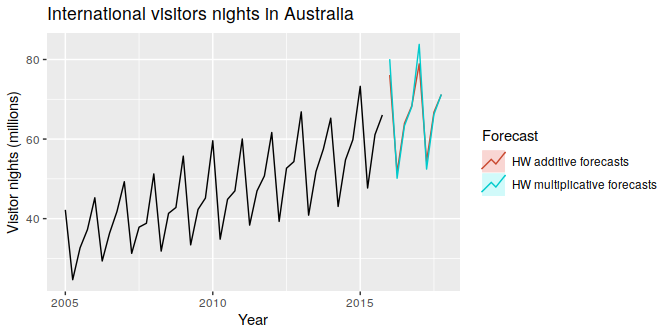 International visitors nights in Australia
80
60
40
Visitor nights (millions)
2005
2010
2015
Year
Forecast
HW additive forecasts
HW multiplicative forecasts